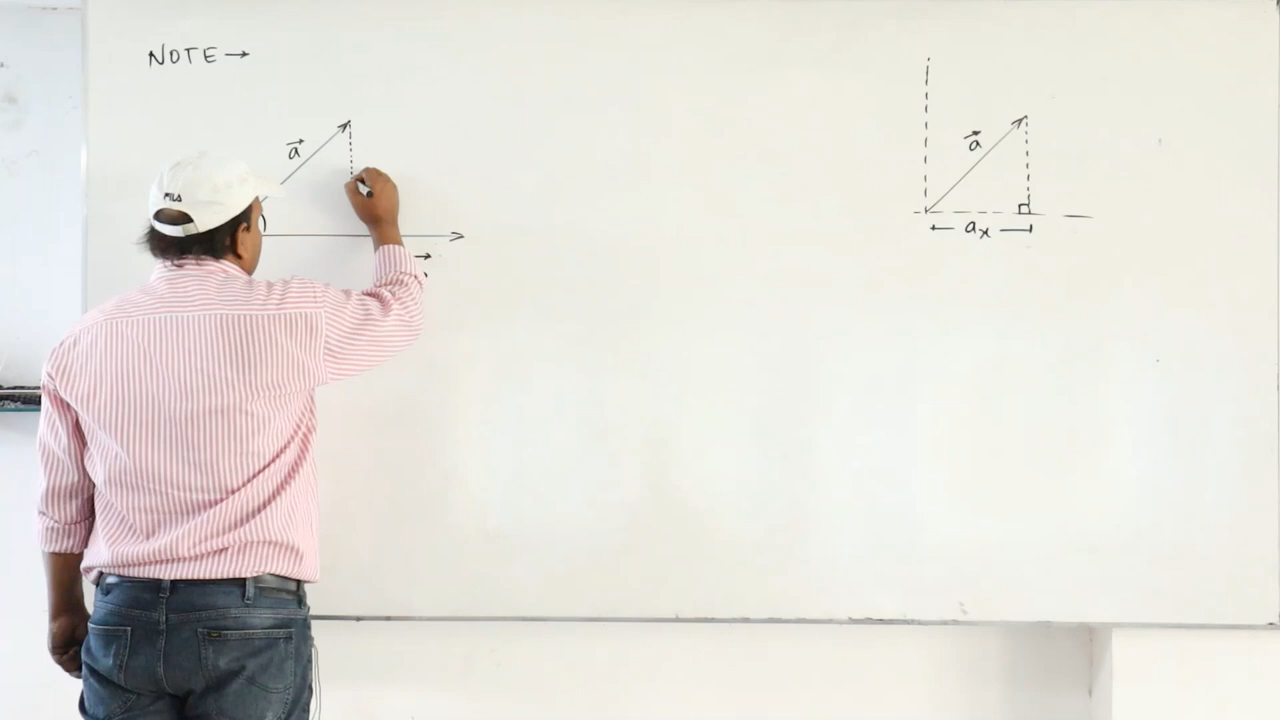 NOTE →
a⃗
a⃗
aₓ
FILA